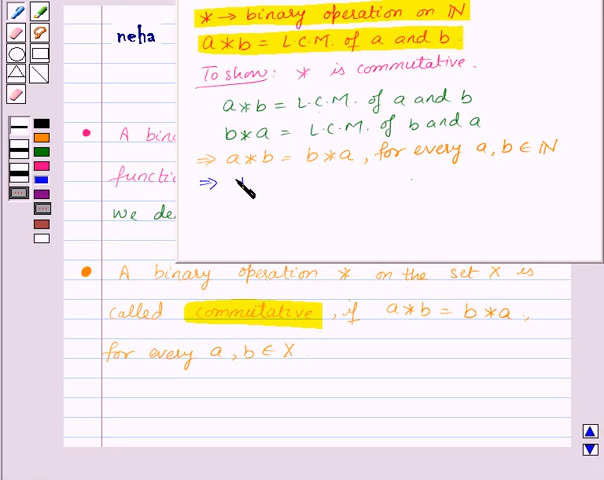 * → binary operation on ℕ
a * b = L.C.M. of a and b.
To show: * is commutative.
a * b = L.C.M. of a and b
b * a = L.C.M. of b and a
⇒ a * b = b * a, for every a, b ∈ ℕ
⇒
neha
A bin
functi
we de
A binary operation * on the set X is
called commutative, if a * b = b * a,
for every a, b ∈ X.